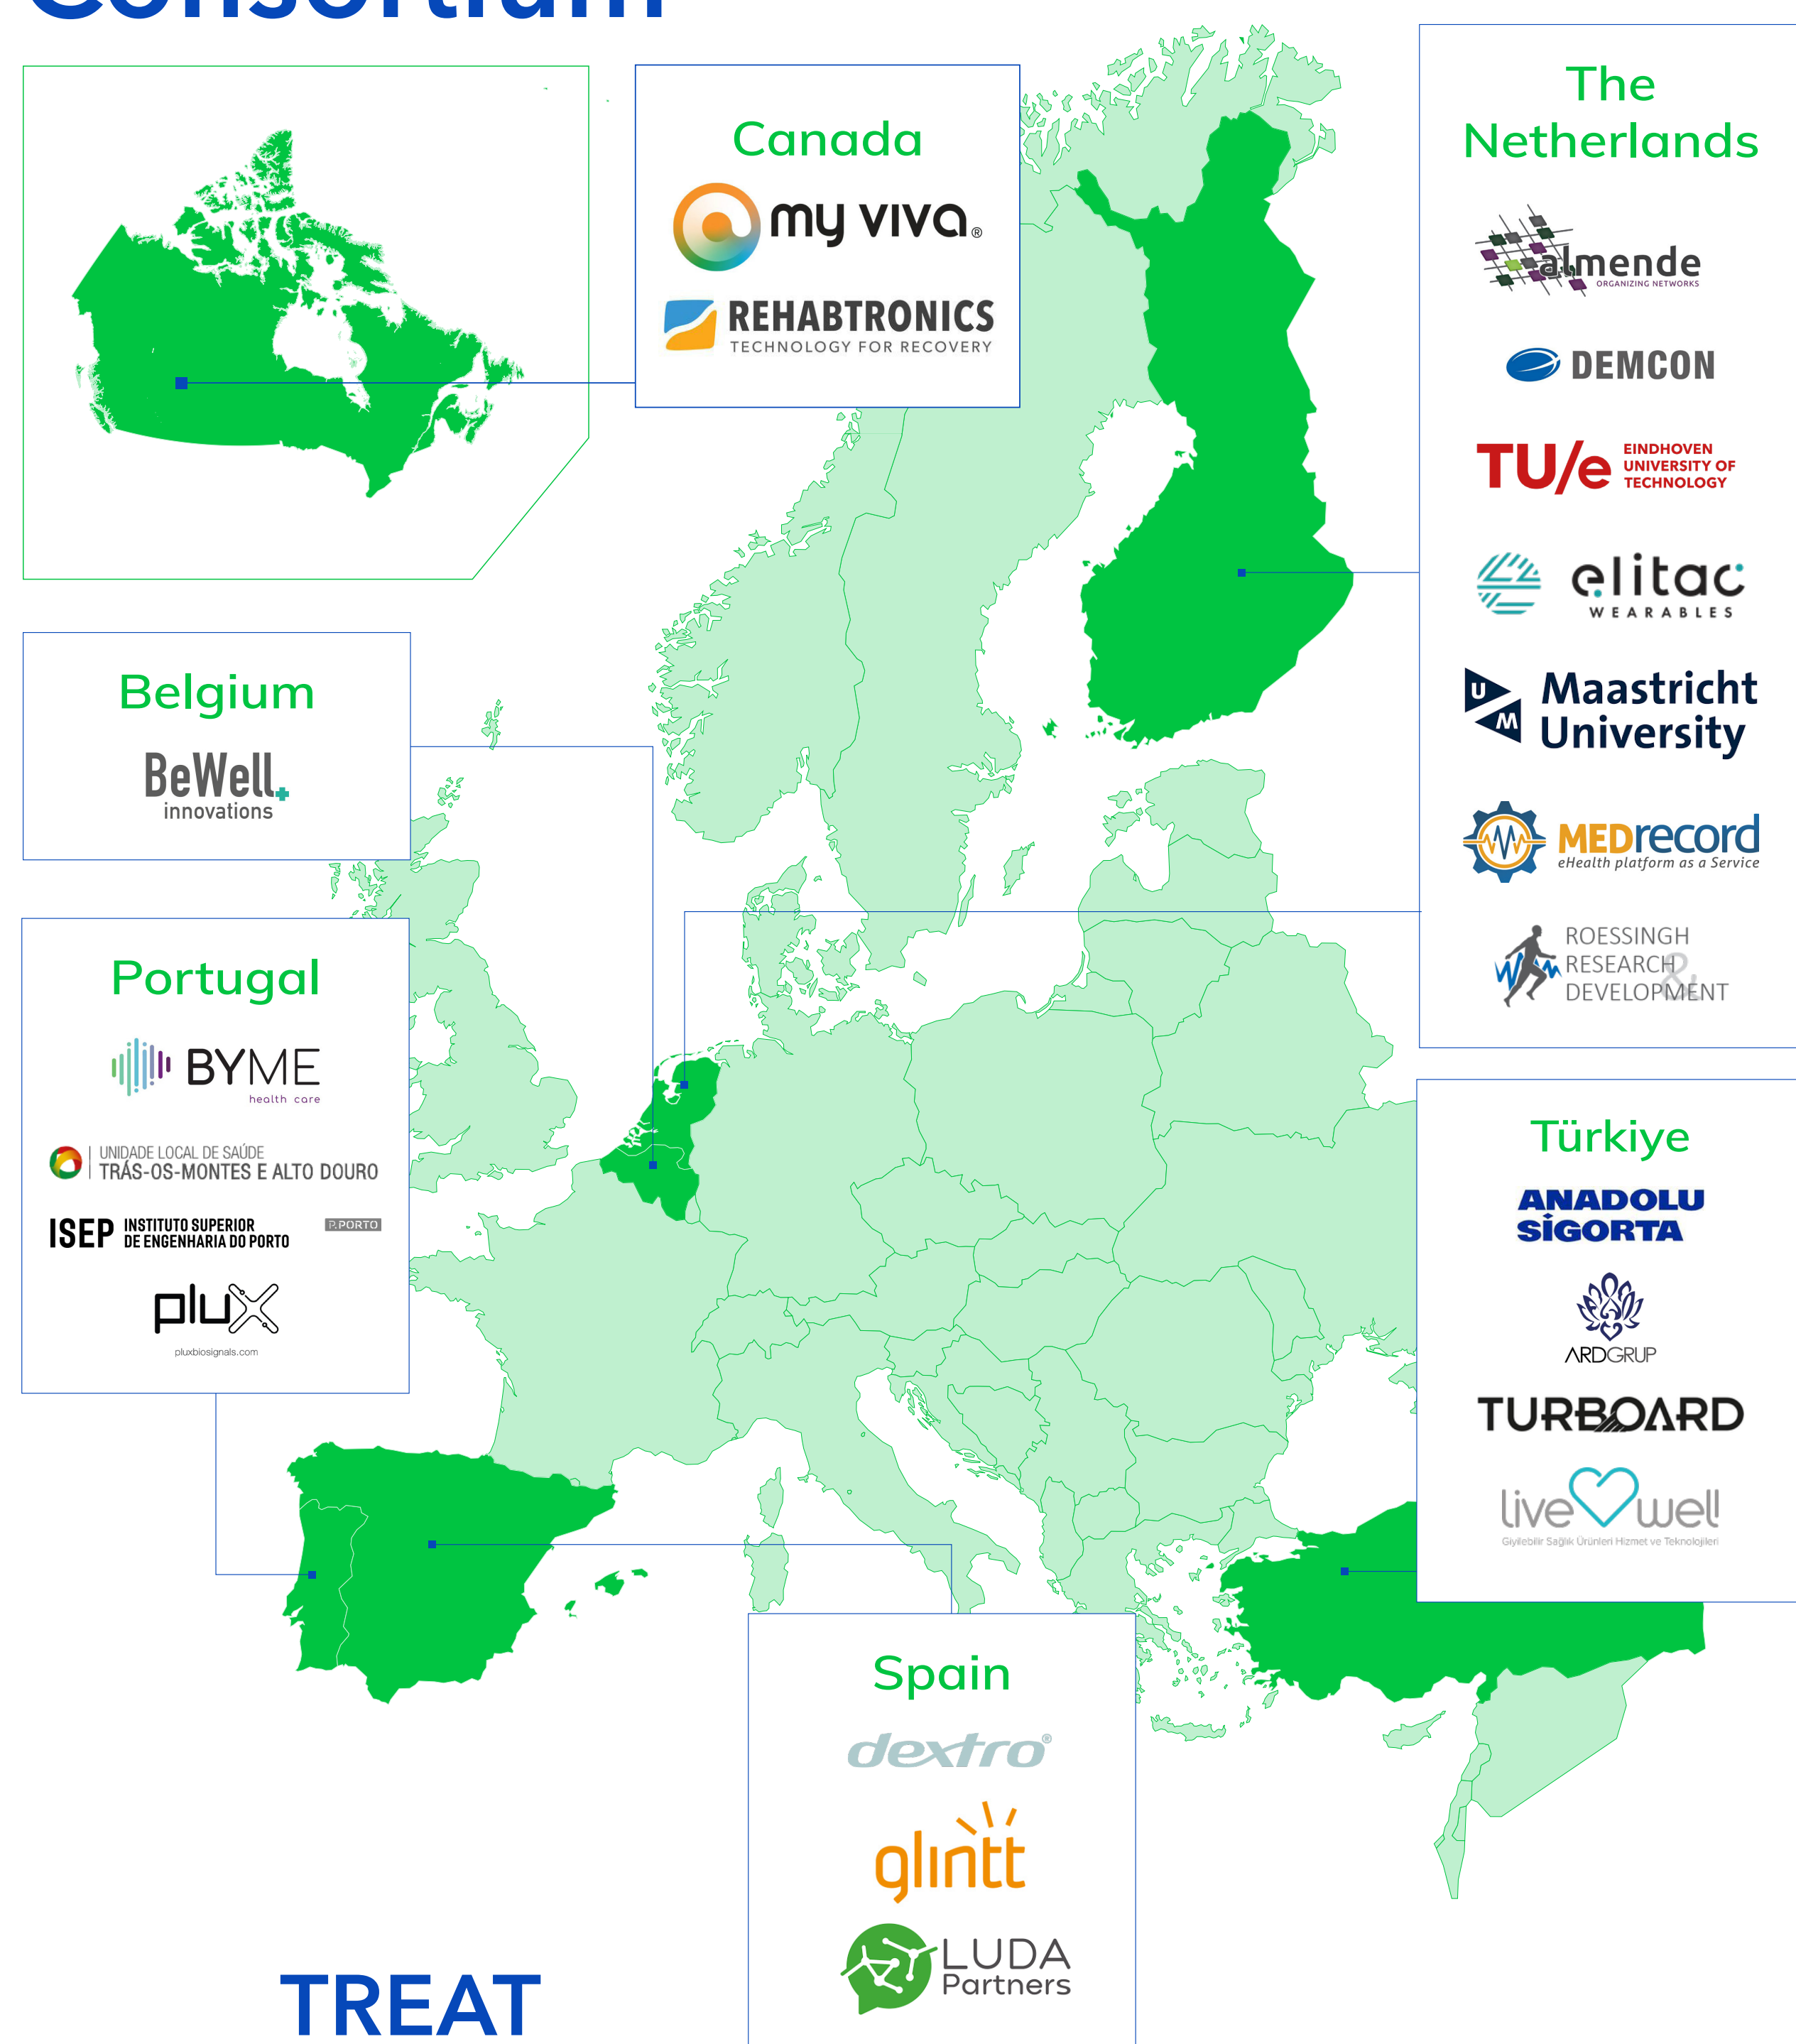 Consortium
Canada
my viva®
REHABTRONICS
TECHNOLOGY FOR RECOVERY
The
Netherlands
almende
ORGANIZING NETWORKS
DEMCON
TU/e EINDHOVEN
UNIVERSITY OF
TECHNOLOGY
elitac
WEARABLES
U
M
Maastricht
University
MEDrecord
eHealth platform as a Service
ROESSINGH
RESEARCH &
DEVELOPMENT
Belgium
BeWell
innovations
Portugal
BYME
health care
UNIDADE LOCAL DE SAÚDE
TRÁS-OS-MONTES E ALTO DOURO
ISEP INSTITUTO SUPERIOR
DE ENGENHARIA DO PORTO
P.PORTO
plux
pluxbiosignals.com
Türkiye
ANADOLU
SİGORTA
ARDGRUP
TURBOARD
live well
Giyilebilir Sağlık Ürünleri Hizmet ve Teknolojileri
Spain
dextro®
glintt
LUDA
Partners
TREAT